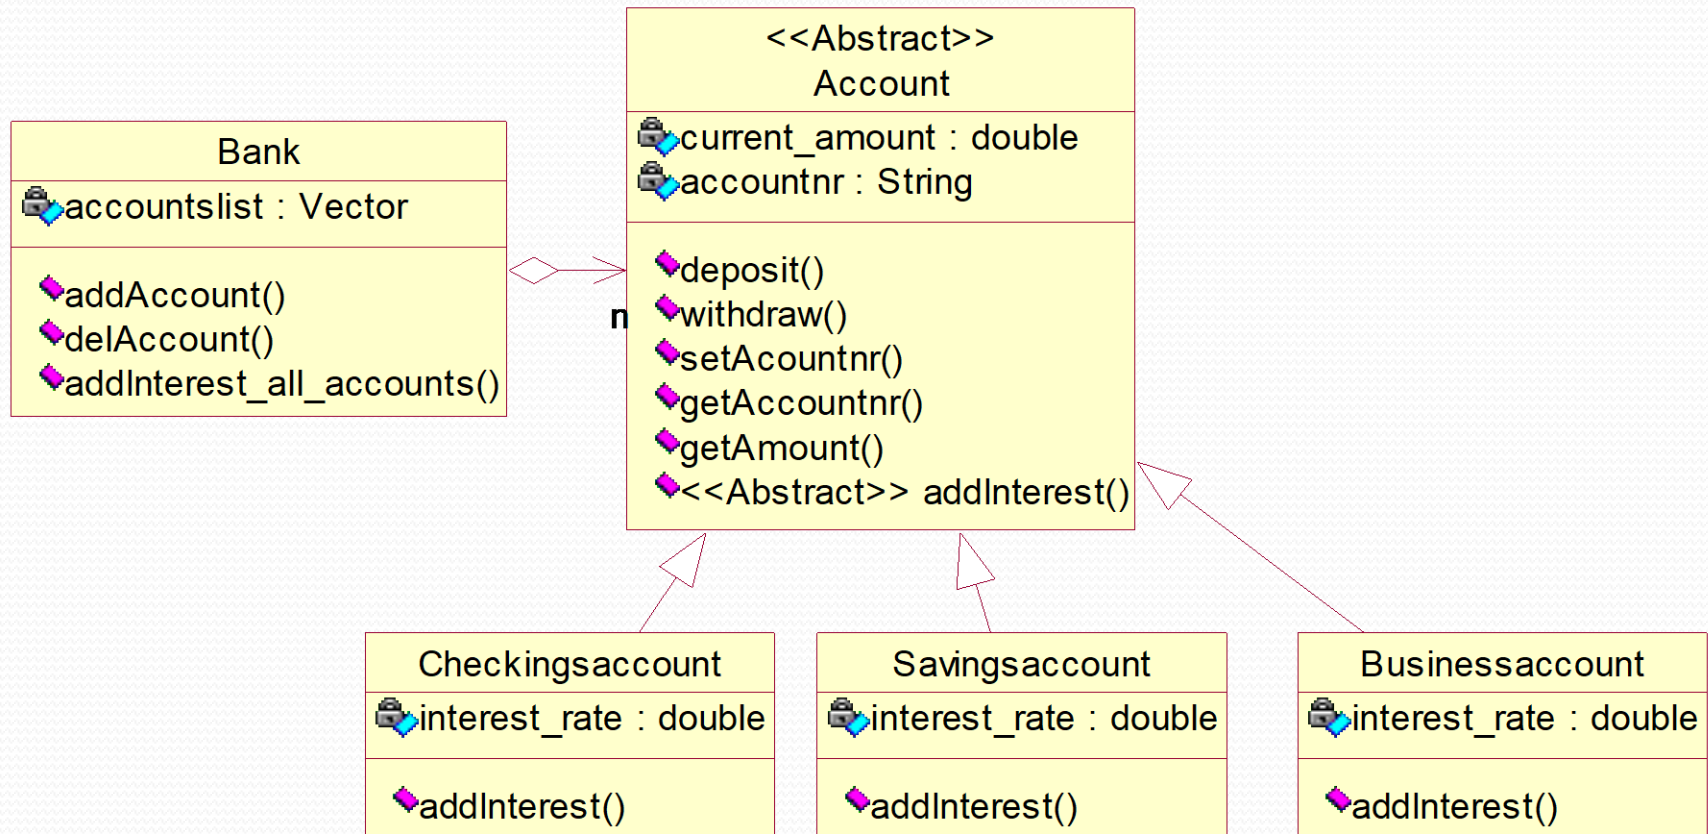 Bank
accountslist : Vector
addAccount()
delAccount()
addInterest_all_accounts()
n
<<Abstract>>
Account
current_amount : double
accountnr : String
deposit()
withdraw()
setAcountnr()
getAccountnr()
getAmount()
<<Abstract>> addInterest()
Checkingsaccount
interest_rate : double
addInterest()
Savingsaccount
interest_rate : double
addInterest()
Businessaccount
interest_rate : double
addInterest()